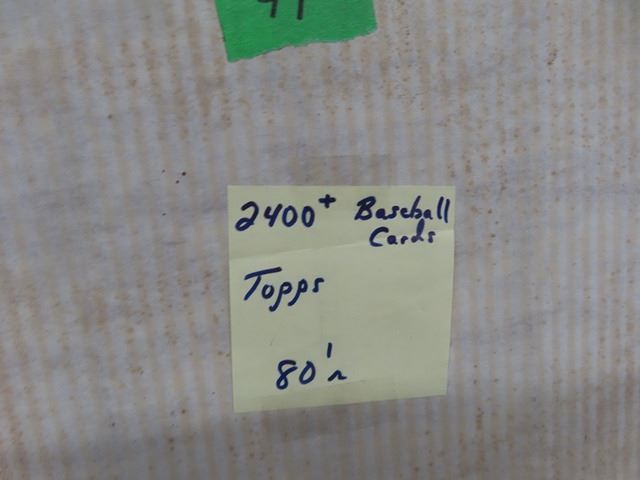 2400+ Baseball
Cards
Topps
80's